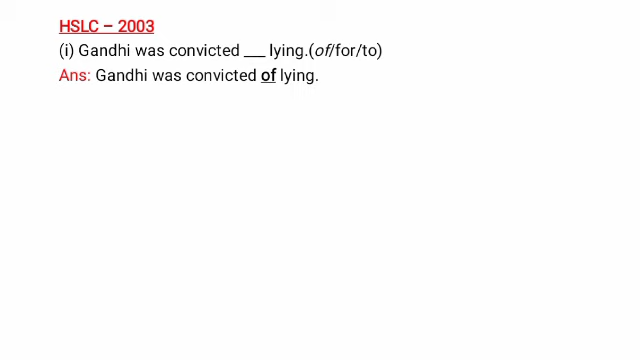 HSLC – 2003
(i) Gandhi was convicted ___ lying.(of/for/to)
Ans: Gandhi was convicted of lying.